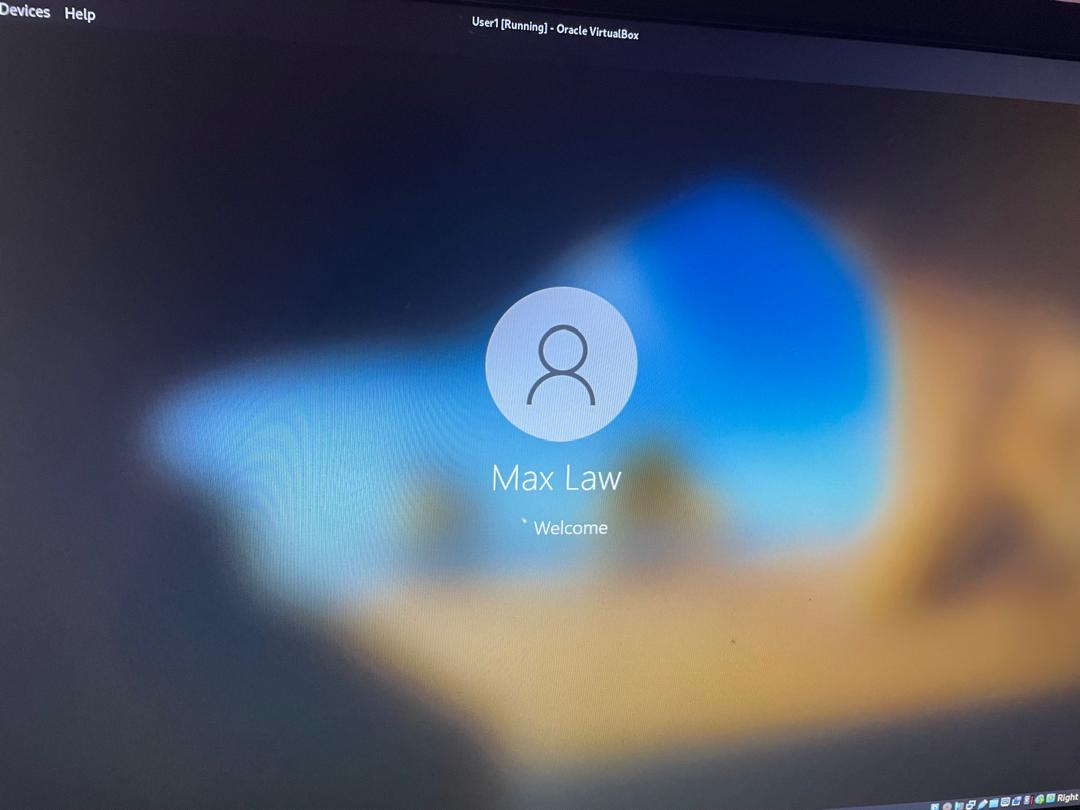 Devices Help
User1 [Running] - Oracle VirtualBox
Max Law
Welcome
Right